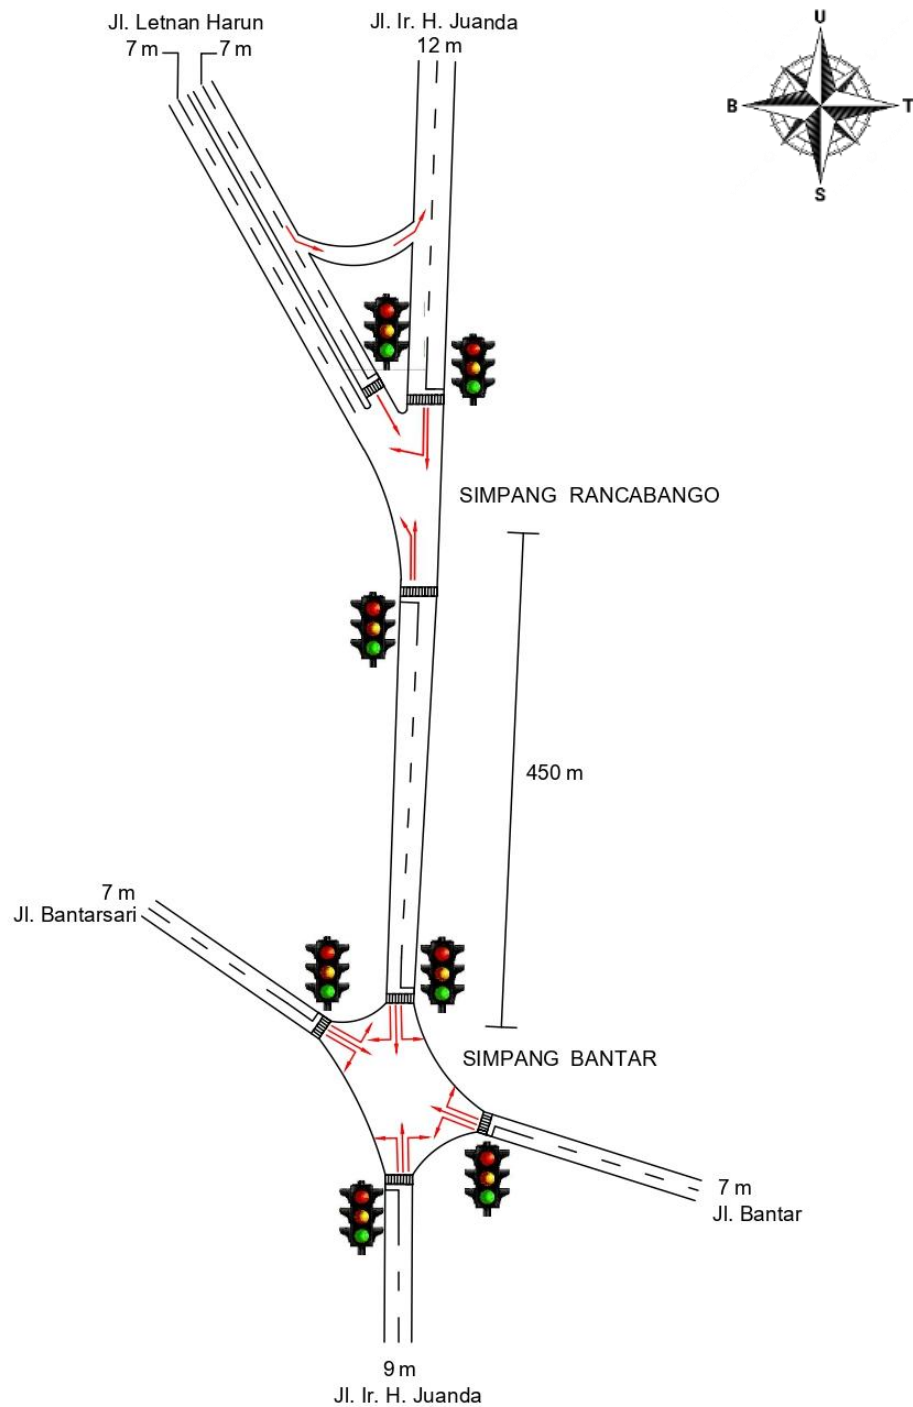 Jl. Letnan Harun
7 m
7 m
Jl. Ir. H. Juanda
12 m
U
B
T
S
SIMPANG RANCABANGO
450 m
7 m
Jl. Bantarsari
SIMPANG BANTAR
7 m
Jl. Bantar
9 m
Jl. Ir. H. Juanda